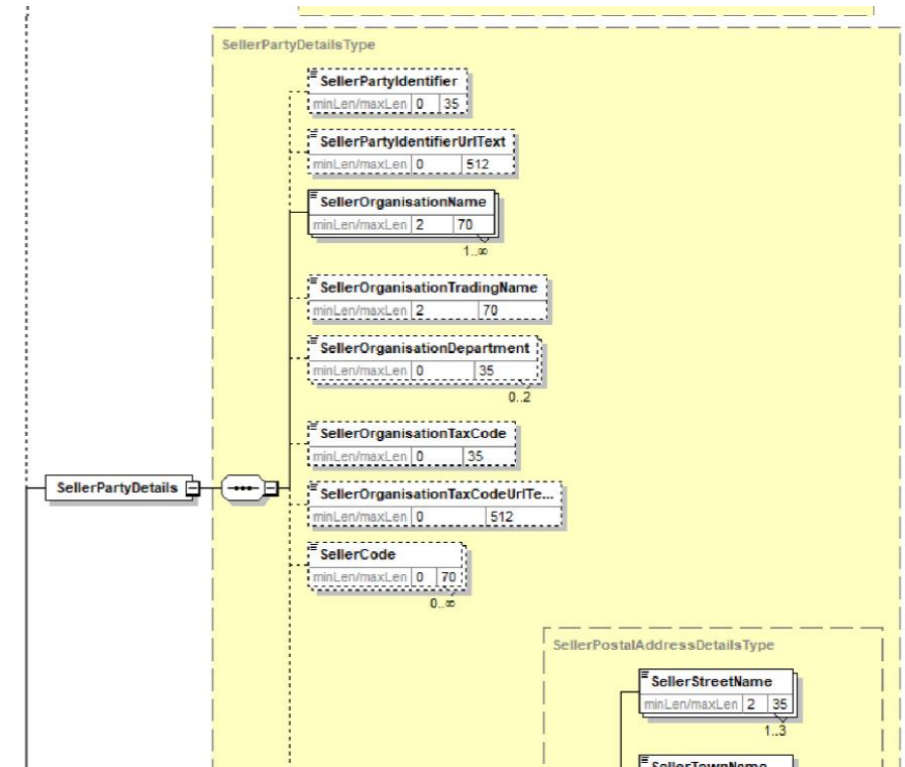 SellerPartyDetailsType
SellerPartyIdentifier
minLen/maxLen 0 35
SellerPartyIdentifierUrlText
minLen/maxLen 0 512
SellerOrganisationName
minLen/maxLen 2 70
1..∞
SellerOrganisationTradingName
minLen/maxLen 2 70
SellerOrganisationDepartment
minLen/maxLen 0 35
0..2
SellerOrganisationTaxCode
minLen/maxLen 0 35
SellerPartyDetails
SellerOrganisationTaxCodeUrlTe...
minLen/maxLen 0 512
SellerCode
minLen/maxLen 0 70
0..∞
SellerPostalAddressDetailsType
SellerStreetName
minLen/maxLen 2 35
1..3
SellerTownName